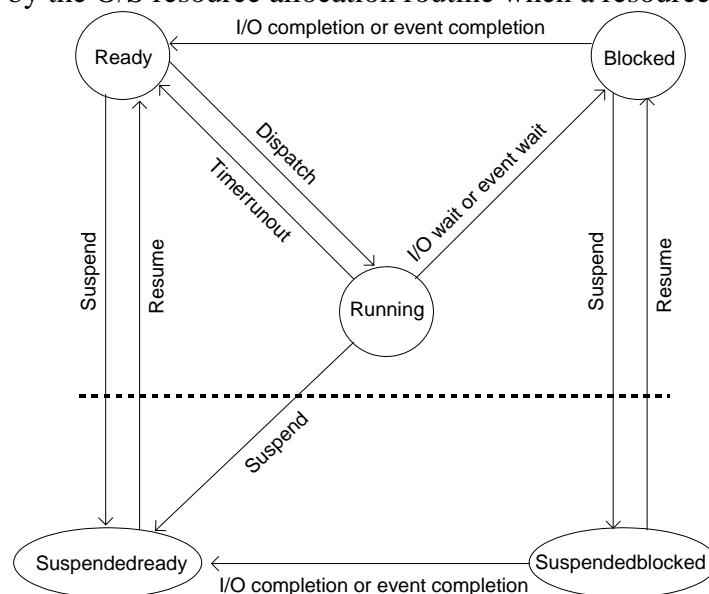 by the O/S resource allocation routine when a resource
I/O completion or event completion
Ready
Blocked
Dispatch
Timerrunout
I/O wait or event wait
Suspend
Resume
Suspend
Resume
Running
Suspend
Suspendedready
Suspendedblocked
I/O completion or event completion